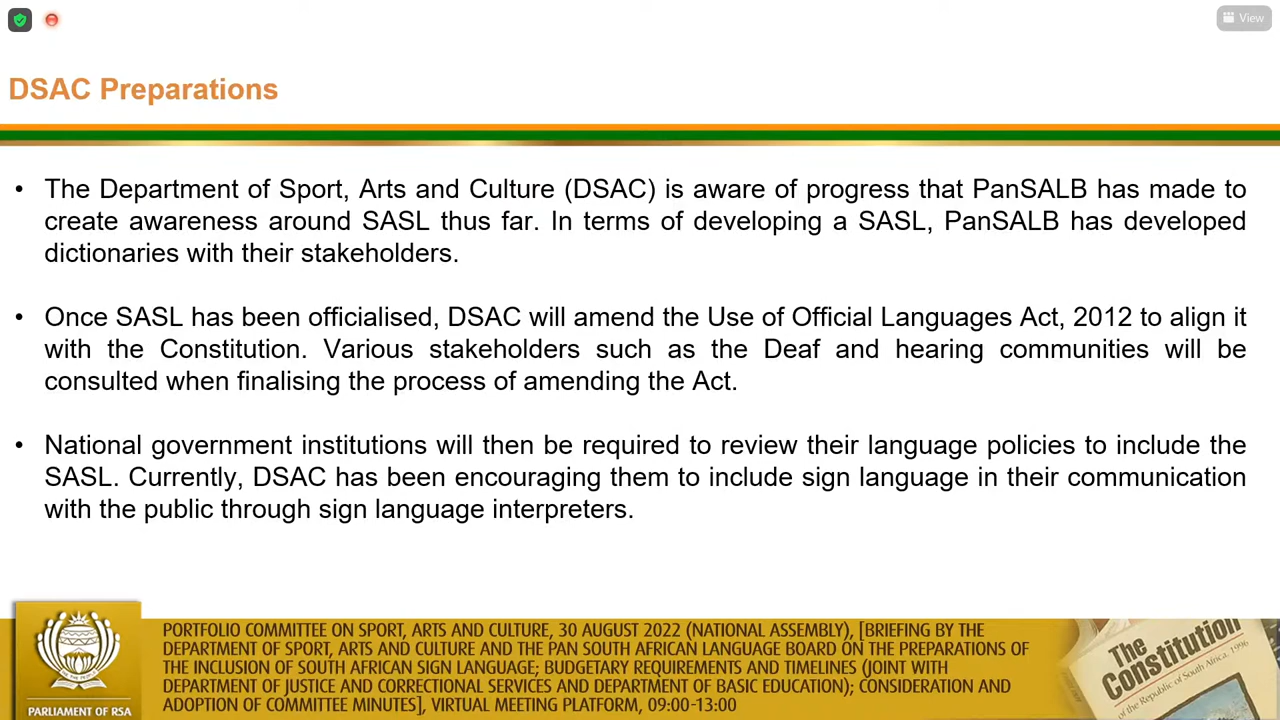 View
DSAC Preparations
• The Department of Sport, Arts and Culture (DSAC) is aware of progress that PanSALB has made to
create awareness around SASL thus far. In terms of developing a SASL, PanSALB has developed
dictionaries with their stakeholders.
• Once SASL has been officialised, DSAC will amend the Use of Official Languages Act, 2012 to align it
with the Constitution. Various stakeholders such as the Deaf and hearing communities will be
consulted when finalising the process of amending the Act.
• National government institutions will then be required to review their language policies to include the
SASL. Currently, DSAC has been encouraging them to include sign language in their communication
with the public through sign language interpreters.
PORTFOLIO COMMITTEE ON SPORT, ARTS AND CULTURE, 30 AUGUST 2022 (NATIONAL ASSEMBLY), [BRIEFING BY THE
DEPARTMENT OF SPORT, ARTS AND CULTURE AND THE PAN SOUTH AFRICAN LANGUAGE BOARD ON THE PREPARATIONS OF
THE INCLUSION OF SOUTH AFRICAN SIGN LANGUAGE; BUDGETARY REQUIREMENTS AND TIMELINES (JOINT WITH
DEPARTMENT OF JUSTICE AND CORRECTIONAL SERVICES AND DEPARTMENT OF BASIC EDUCATION); CONSIDERATION AND
ADOPTION OF COMMITTEE MINUTES], VIRTUAL MEETING PLATFORM, 09:00-13:00
PARLIAMENT OF RSA
The
Constitution
of the Republic of South Africa, 1996